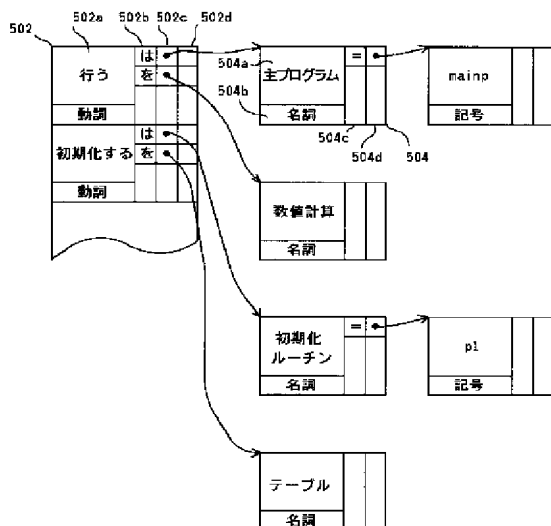 502
502a
502b
502c
502d
行う
は
を
動詞
初期化する
は
を
動詞
504a
主プログラム
=
504b
名詞
504c
504d
504
mainp
記号
数値計算
名詞
初期化
ルーチン
=
名詞
p1
記号
テーブル
名詞